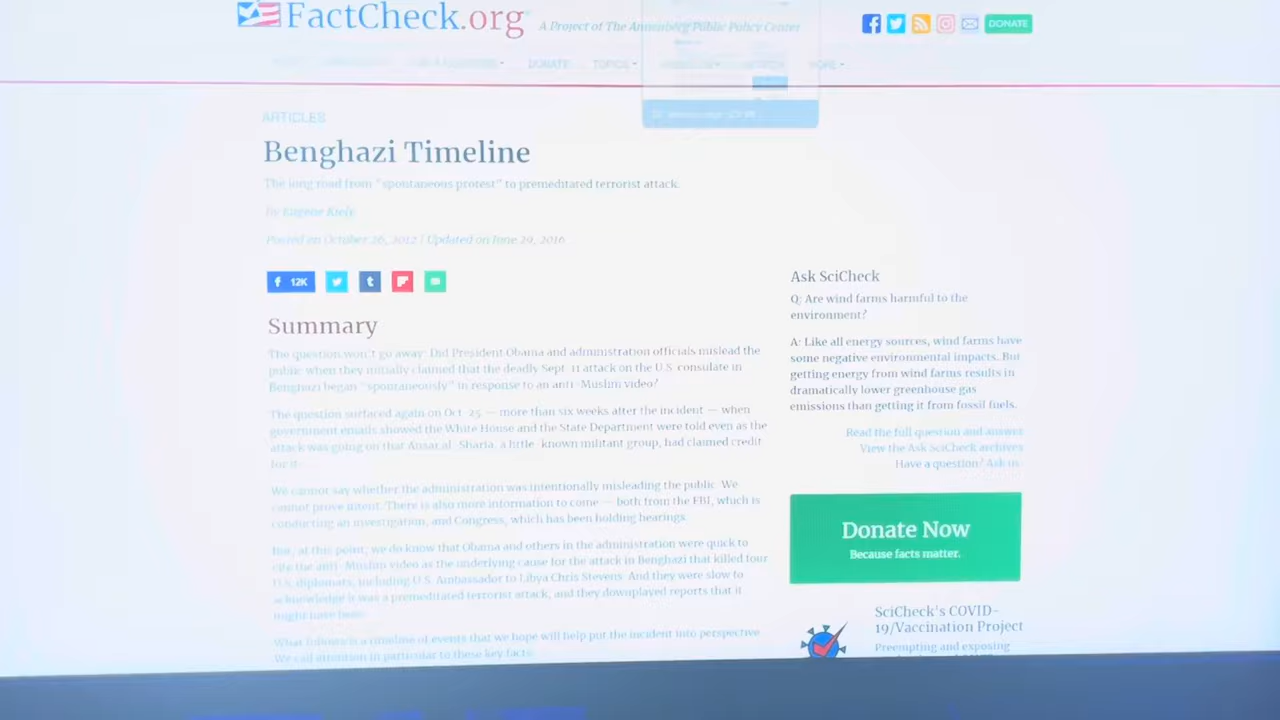 FactCheck.org
A Project of The Annenberg Public Policy Center
DONATE
DONATE
TOPICS
MORE
ARTICLES
Benghazi Timeline
The long road from "spontaneous protest" to premeditated terrorist attack.
By Eugene Kiely
Posted on October 26, 2012 | Updated on June 29, 2016
12K
Summary
The question won't go away: Did President Obama and administration officials mislead the
public when they initially claimed that the deadly Sept. 11 attack on the U.S. consulate in
Benghazi began "spontaneously" in response to an anti-Muslim video?
The question surfaced again on Oct. 25 — more than six weeks after the incident — when
government emails showed the White House and the State Department were told even as the
attack was going on that Ansar al-Sharia, a little-known militant group, had claimed credit
for it.
We cannot say whether the administration was intentionally misleading the public. We
cannot prove intent. There is also more information to come — both from the FBI, which is
conducting an investigation, and Congress, which has been holding hearings.
But, at this point, we do know that Obama and others in the administration were quick to
cite the anti-Muslim video as the underlying cause for the attack in Benghazi that killed four
U.S. diplomats, including U.S. Ambassador to Libya Chris Stevens. And they were slow to
acknowledge it was a premeditated terrorist attack, and they downplayed reports that it
might have been.
What follows is a timeline of events that we hope will help put the incident into perspective.
We call attention in particular to these key facts:
Ask SciCheck
Q: Are wind farms harmful to the
environment?
A: Like all energy sources, wind farms have
some negative environmental impacts. But
getting energy from wind farms results in
dramatically lower greenhouse gas
emissions than getting it from fossil fuels.
Read the full question and answer
View the Ask SciCheck archives
Have a question? Ask us.
Donate Now
Because facts matter.
SciCheck's COVID-
19/Vaccination Project
Preempting and exposing